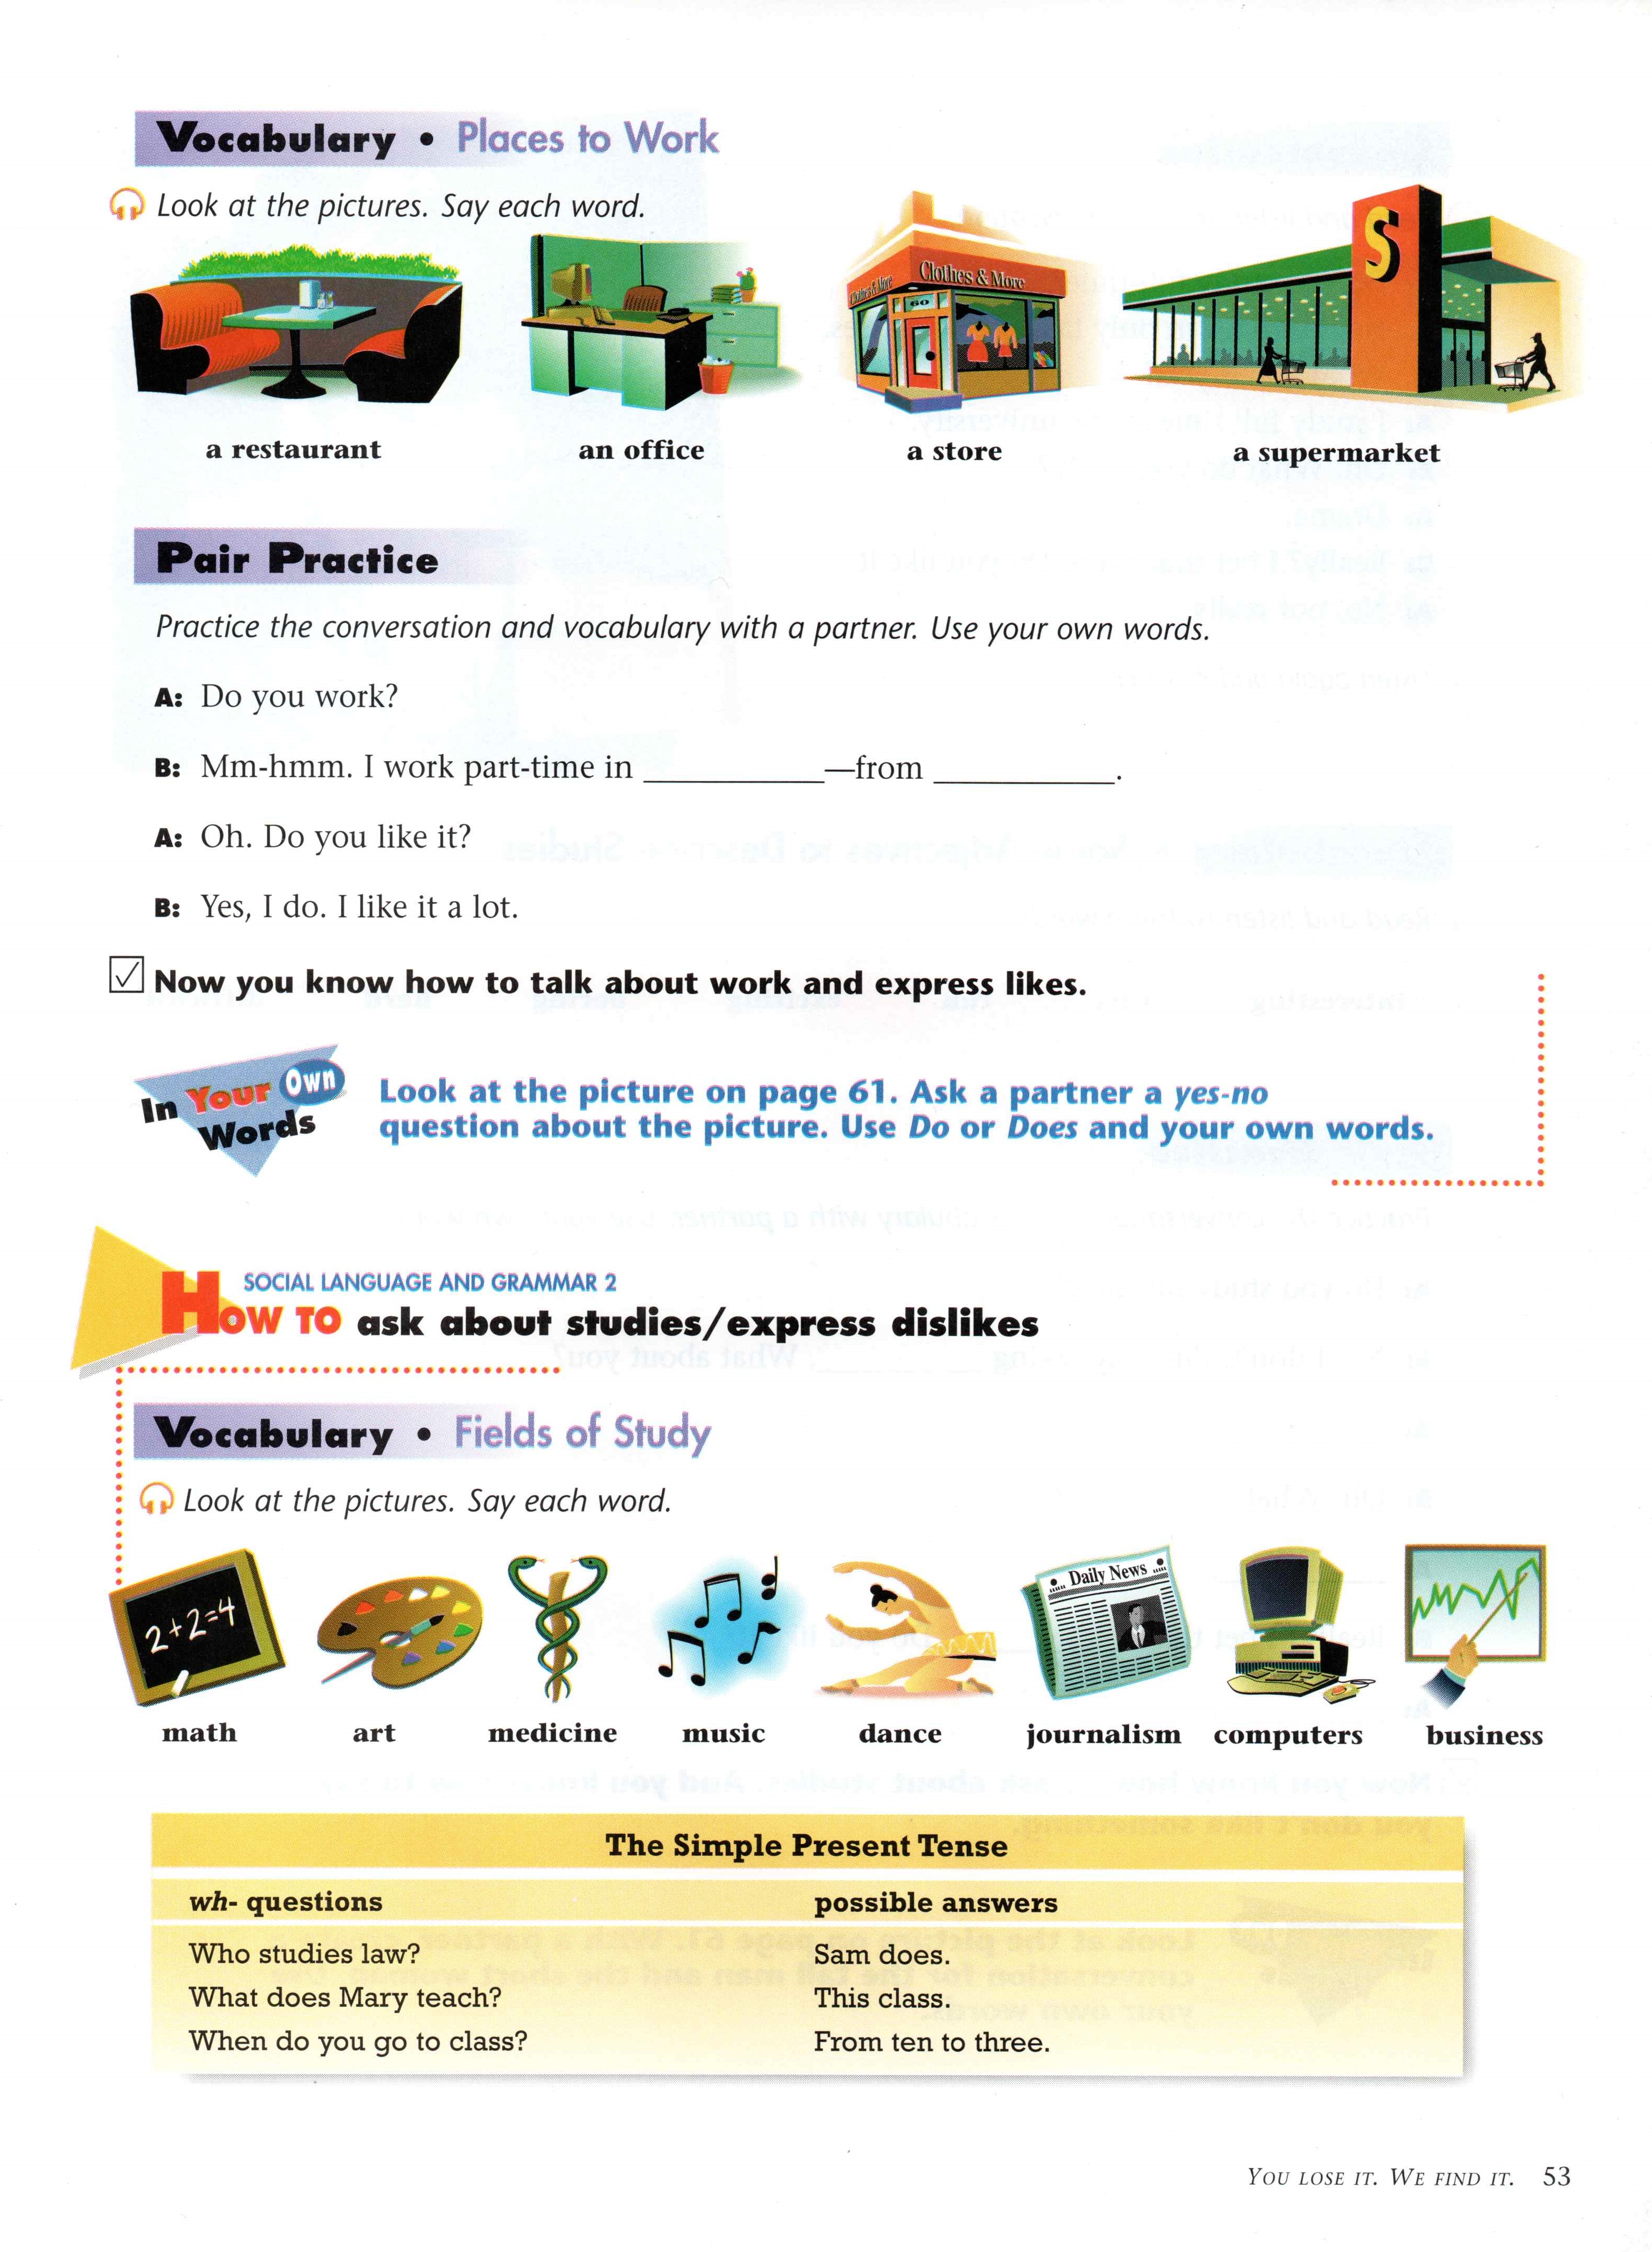 Vocabulary • Places to Work
Look at the pictures. Say each word.
Clothes & More
Clothes & More
60
S
a restaurant an office a store a supermarket
Pair Practice
Practice the conversation and vocabulary with a partner. Use your own words.
A: Do you work?
B: Mm-hmm. I work part-time in __________—from __________.
A: Oh. Do you like it?
B: Yes, I do. I like it a lot.
Now you know how to talk about work and express likes.
In Your Own Words
Look at the picture on page 61. Ask a partner a yes-no
question about the picture. Use Do or Does and your own words.
SOCIAL LANGUAGE AND GRAMMAR 2
HOW TO ask about studies/express dislikes
Vocabulary • Fields of Study
Look at the pictures. Say each word.
2+2=4
Daily News
math art medicine music dance journalism computers business
The Simple Present Tense
wh- questions possible answers
Who studies law? Sam does.
What does Mary teach? This class.
When do you go to class? From ten to three.
YOU LOSE IT. WE FIND IT. 53